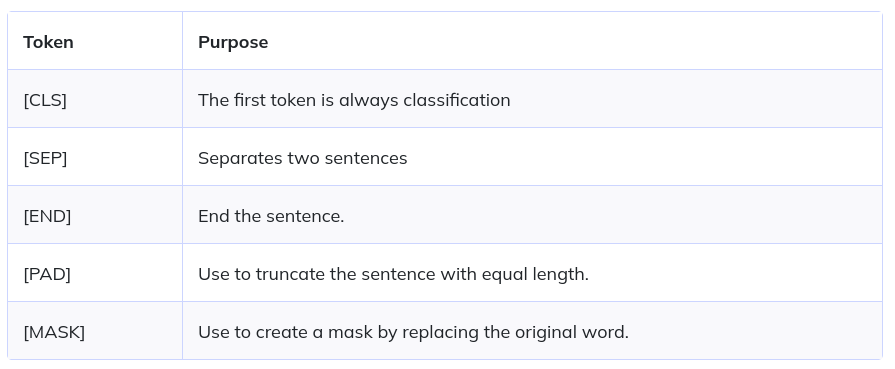 Token Purpose
[CLS] The first token is always classification
[SEP] Separates two sentences
[END] End the sentence.
[PAD] Use to truncate the sentence with equal length.
[MASK] Use to create a mask by replacing the original word.